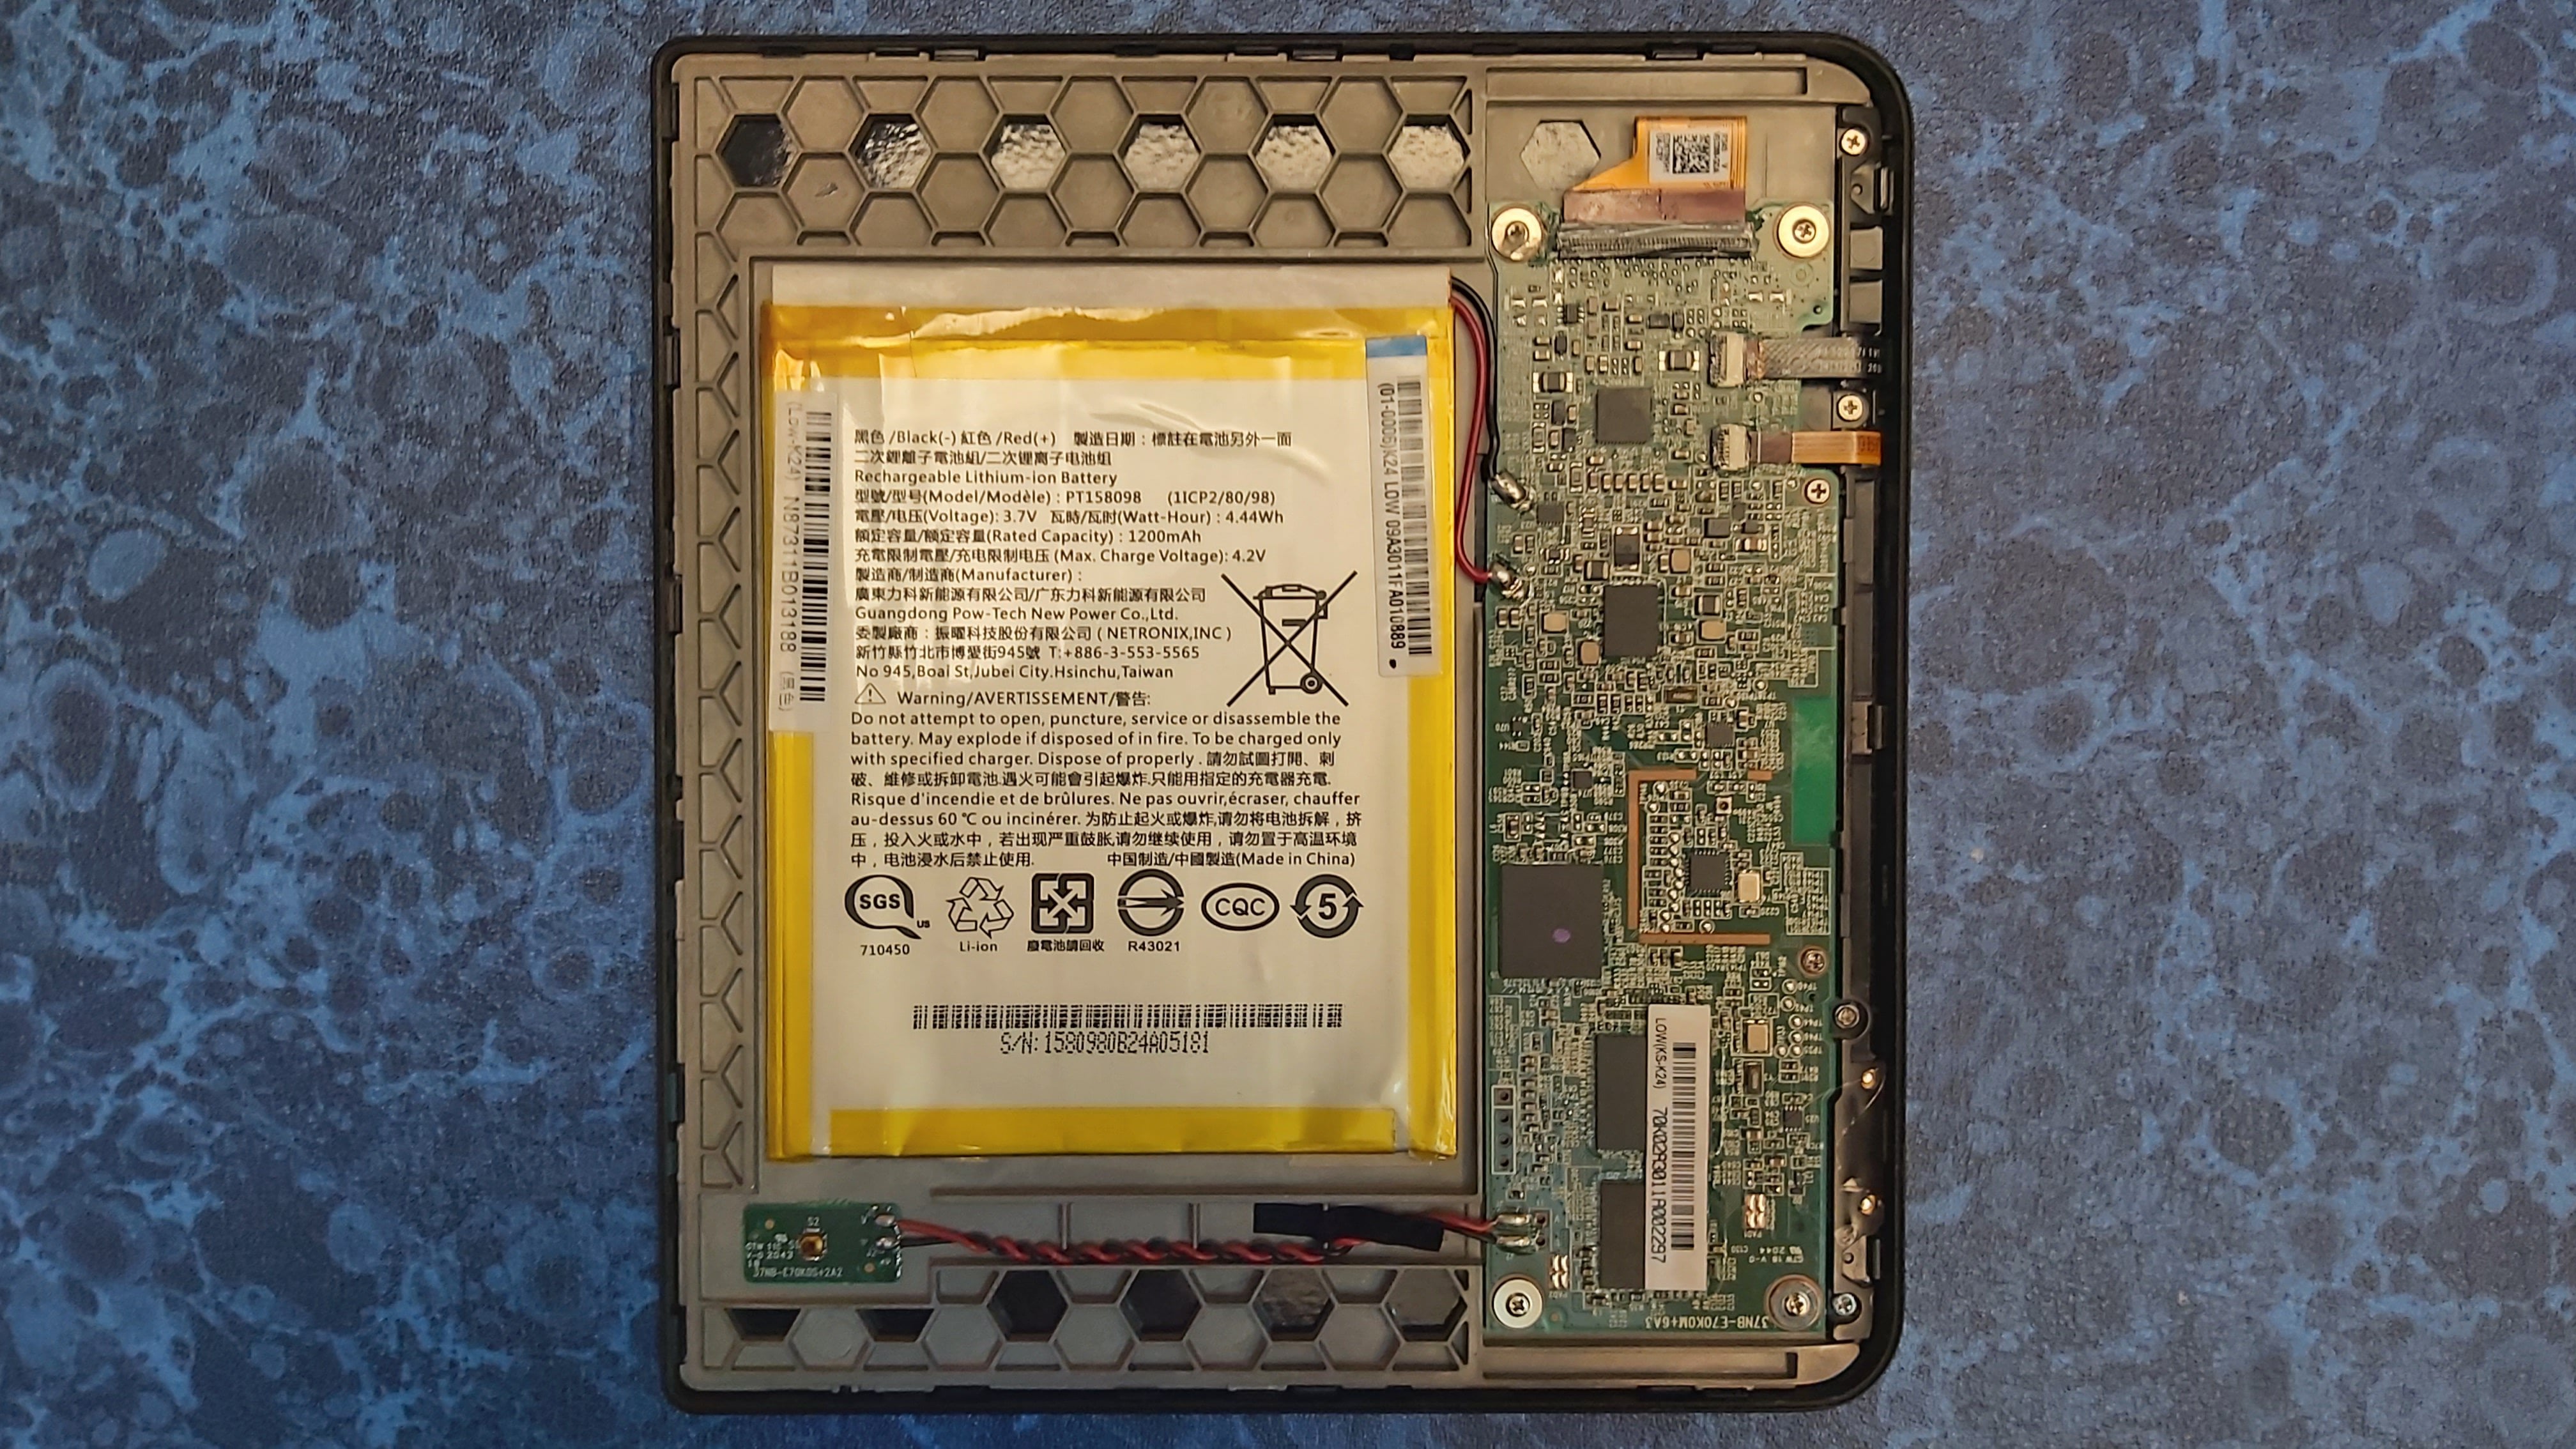 黑色 /Black(-) 紅色 /Red(+) 製造日期：標註在電池另外一面
二次鋰離子電池組/二次锂离子电池组
Rechargeable Lithium-ion Battery
型號/型号(Model/Modèle) : PT158098 (1ICP2/80/98)
電壓/电压(Voltage): 3.7V 瓦時/瓦时(Watt-Hour) : 4.44Wh
額定容量/额定容量(Rated Capacity) : 1200mAh
充電限制電壓/充电限制电压 (Max. Charge Voltage): 4.2V
製造商/制造商(Manufacturer) :
廣東力科新能源有限公司/广东力科新能源有限公司
Guangdong Pow-Tech New Power Co.,Ltd.
委製廠商：振曜科技股份有限公司 ( NETRONIX,INC )
新竹縣竹北市博愛街945號 T:+886-3-553-5565
No 945,Boai St,Jubei City.Hsinchu,Taiwan
Warning/AVERTISSEMENT/警告:
Do not attempt to open, puncture, service or disassemble the
battery. May explode if disposed of in fire. To be charged only
with specified charger. Dispose of properly . 請勿試圖打開、刺
破、維修或拆卸電池.遇火可能會引起爆炸.只能用指定的充電器充電.
Risque d'incendie et de brûlures. Ne pas ouvrir,écraser, chauffer
au-dessus 60 ℃ ou incinérer. 为防止起火或爆炸,请勿将电池拆解，挤
压，投入火或水中，若出现严重鼓胀,请勿继续使用，请勿置于高温环境
中，电池浸水后禁止使用. 中国制造/中國製造(Made in China)
SGS US
CQC
5
710450
Li-ion
廢電池請回收
R43021
S/N:1580980B24A05181
(Low-K24) N87311B013188 (黑色)
(01-0006)K24 LOW 09A3011FA010889
LOW(KS-K24) 70K02A93011A002297
37NB-E70K0M+6A3
S2
37NB-E70K0S+2A2